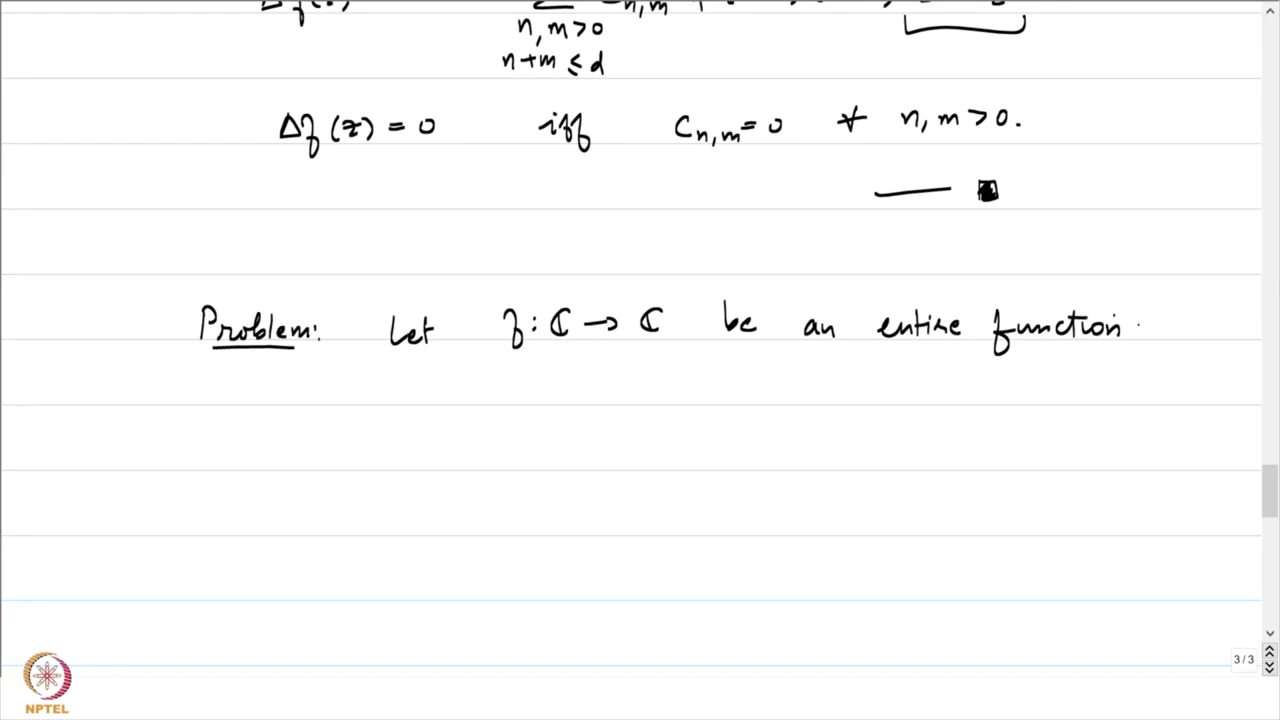 n, m > 0
n+m ≤ d
Δf(z) = 0 iff C_{n,m} = 0 ∀ n, m > 0.
Problem: Let f: ℂ → ℂ be an entire function.
3 / 3
NPTEL